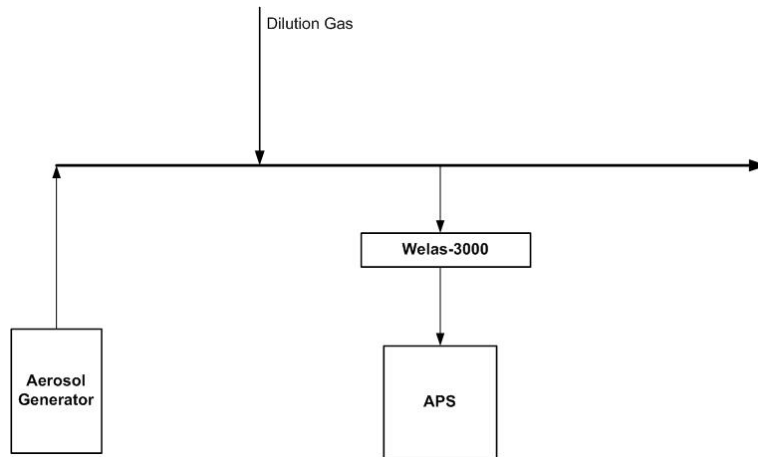 Dilution Gas
Welas-3000
Aerosol
Generator
APS